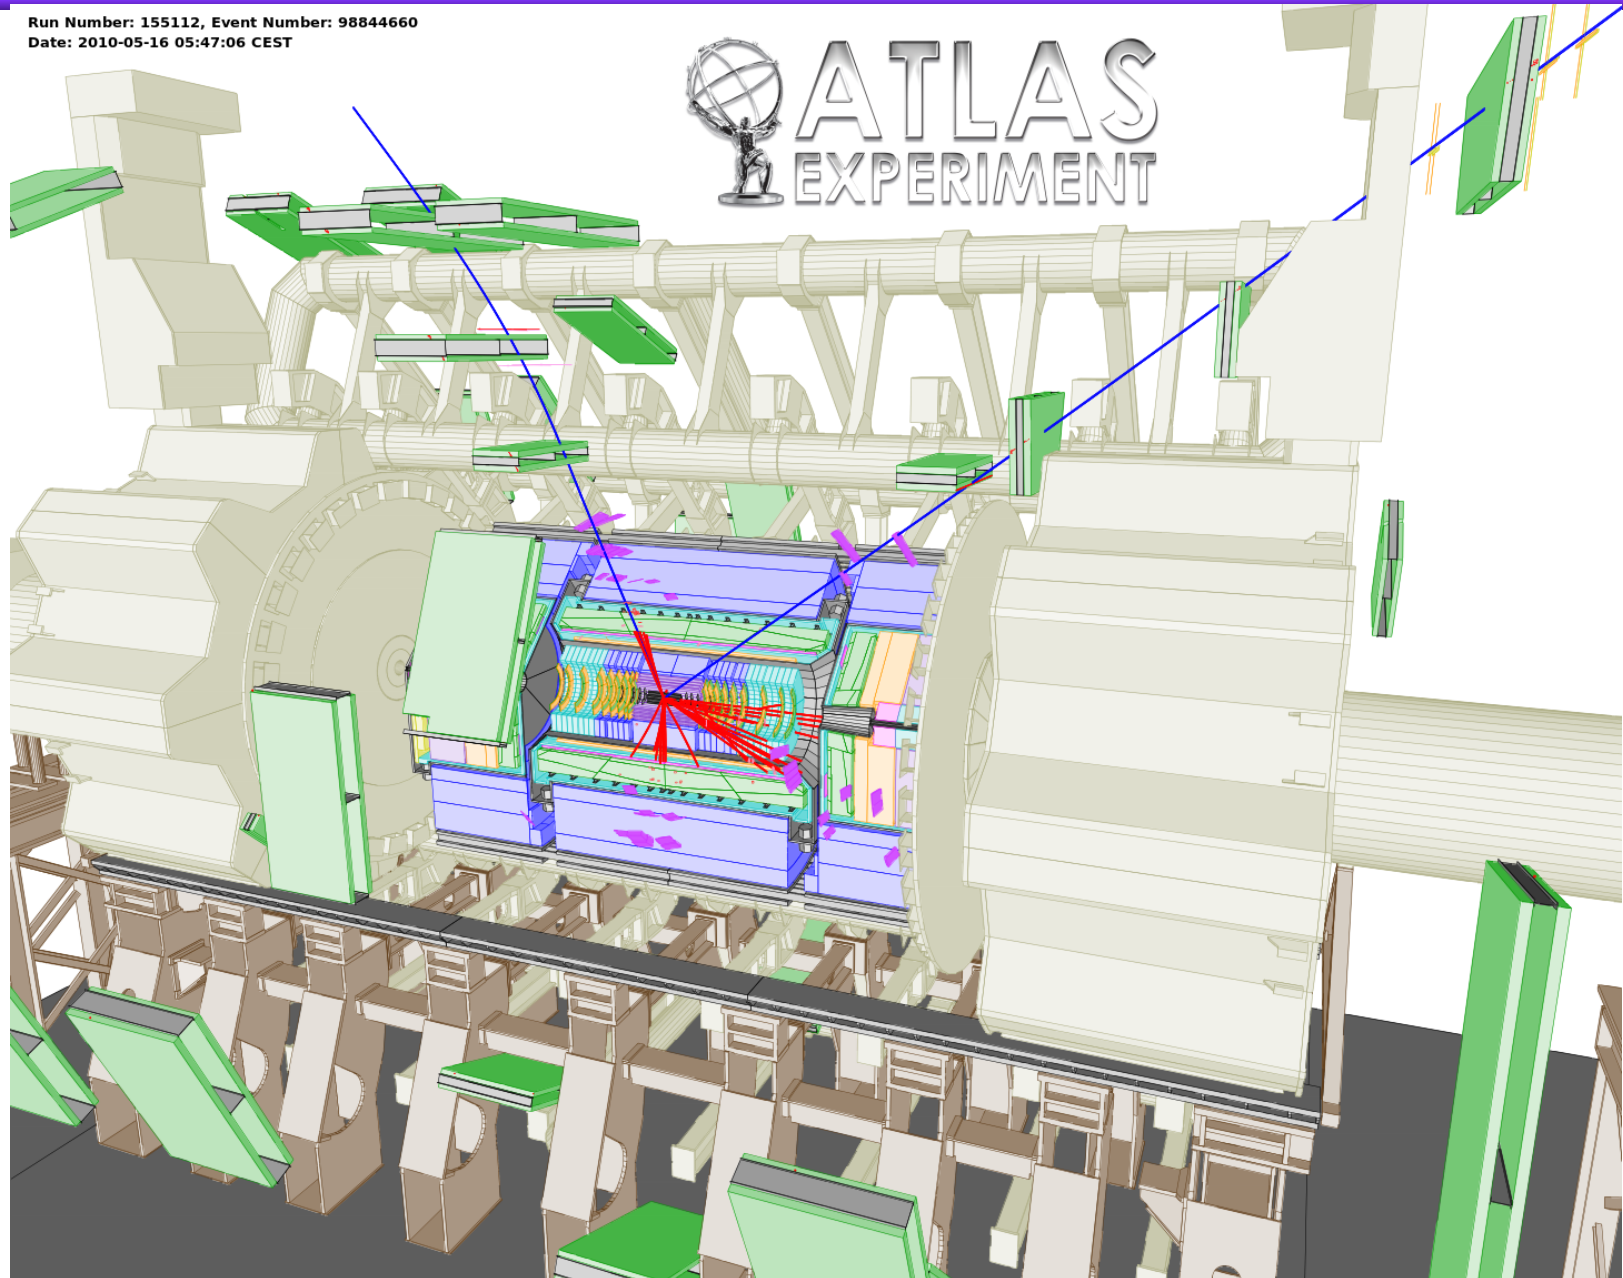 Run Number: 155112, Event Number: 98844660
Date: 2010-05-16 05:47:06 CEST
ATLAS
EXPERIMENT